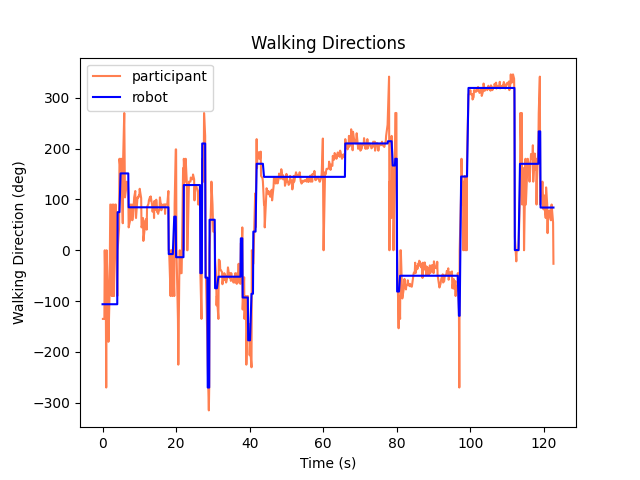 Walking Directions
participant
robot
Walking Direction (deg)
300
200
100
0
−100
−200
−300
0 20 40 60 80 100 120
Time (s)